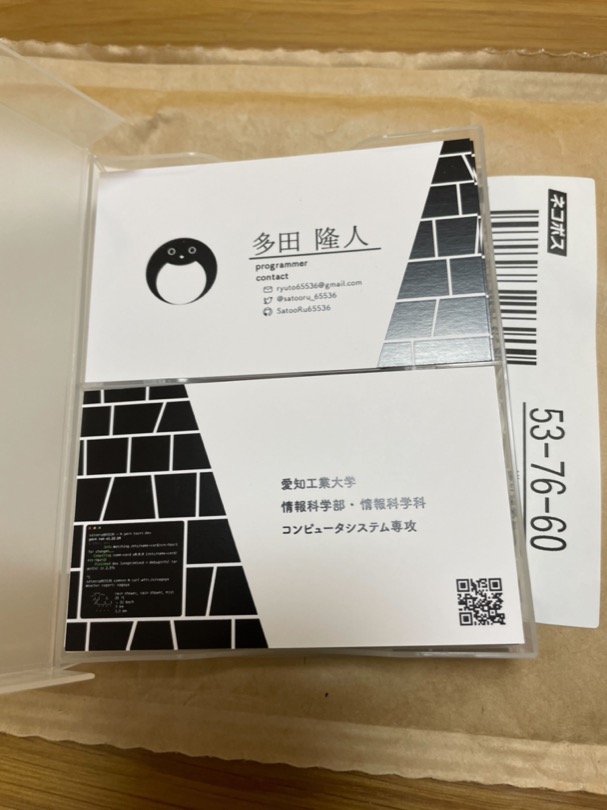 多田 隆人
programmer
contact
ryuto65536@gmail.com
@satooru_65536
SatooRu65536
愛知工業大学
情報科学部・情報科学科
コンピュータシステム専攻
ネコポス
53-76-60